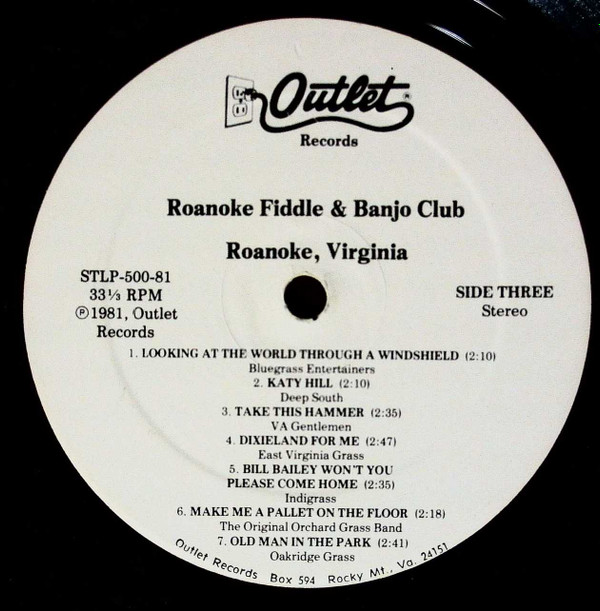 Outlet®
Records
Roanoke Fiddle & Banjo Club
Roanoke, Virginia
STLP-500-81
33⅓ RPM
Ⓟ1981, Outlet
Records
SIDE THREE
Stereo
1. LOOKING AT THE WORLD THROUGH A WINDSHIELD (2:10)
Bluegrass Entertainers
2. KATY HILL (2:10)
Deep South
3. TAKE THIS HAMMER (2:35)
VA Gentlemen
4. DIXIELAND FOR ME (2:47)
East Virginia Grass
5. BILL BAILEY WON'T YOU
PLEASE COME HOME (2:35)
Indigrass
6. MAKE ME A PALLET ON THE FLOOR (2:18)
The Original Orchard Grass Band
7. OLD MAN IN THE PARK (2:41)
Oakridge Grass
Outlet Records Box 594 Rocky Mt., Va. 24151